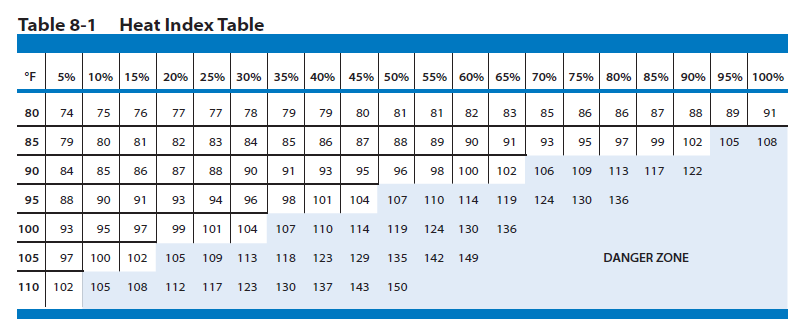 Table 8-1 Heat Index Table
°F 5% 10% 15% 20% 25% 30% 35% 40% 45% 50% 55% 60% 65% 70% 75% 80% 85% 90% 95% 100%
80 74 75 76 77 77 78 79 79 80 81 81 82 83 85 86 86 87 88 89 91
85 79 80 81 82 83 84 85 86 87 88 89 90 91 93 95 97 99 102 105 108
90 84 85 86 87 88 90 91 93 95 96 98 100 102 106 109 113 117 122
95 88 90 91 93 94 96 98 101 104 107 110 114 119 124 130 136
100 93 95 97 99 101 104 107 110 114 119 124 130 136
105 97 100 102 105 109 113 118 123 129 135 142 149 DANGER ZONE
110 102 105 108 112 117 123 130 137 143 150